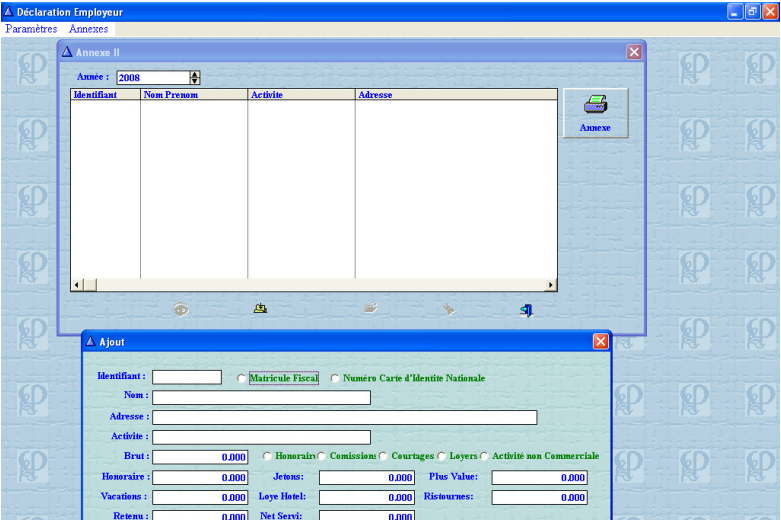 Déclaration Employeur
Paramètres Annexes
Annexe II
Année : 2008
Identifiant Nom Prenom Activite Adresse
Annexe
Ajout
Identifiant : Matricule Fiscal Numéro Carte d'Identite Nationale
Nom :
Adresse :
Activite :
Brut : 0.000 Honorair Comissions Courtages Loyers Activité non Commerciale
Honoraire : 0.000 Jetons: 0.000 Plus Value: 0.000
Vacations : 0.000 Loye Hotel: 0.000 Ristournes: 0.000
Retenu : 0.000 Net Servi: 0.000